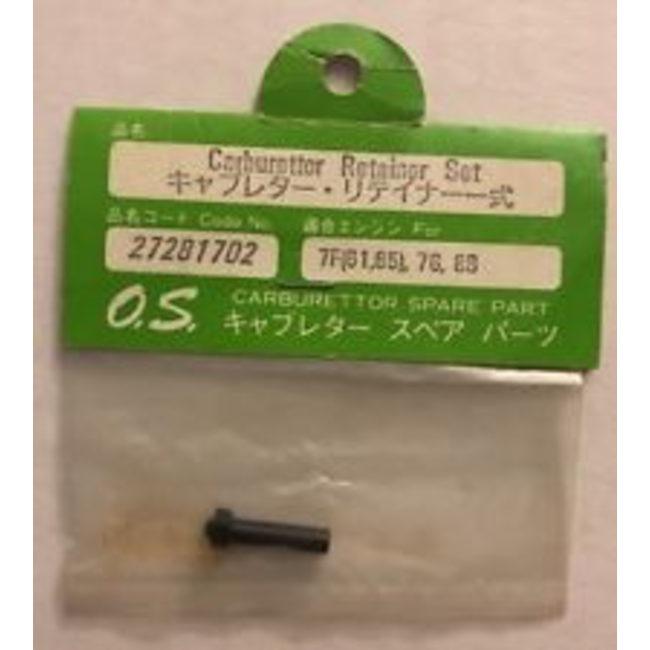 品名
Carburettor Retainer Set
キャブレター・リテイナー一式
品名コード Code No.
適合エンジン For
27281702
7F(61,65), 7G, 8B
O.S.
CARBURETTOR SPARE PART
キャブレター スペア パーツ